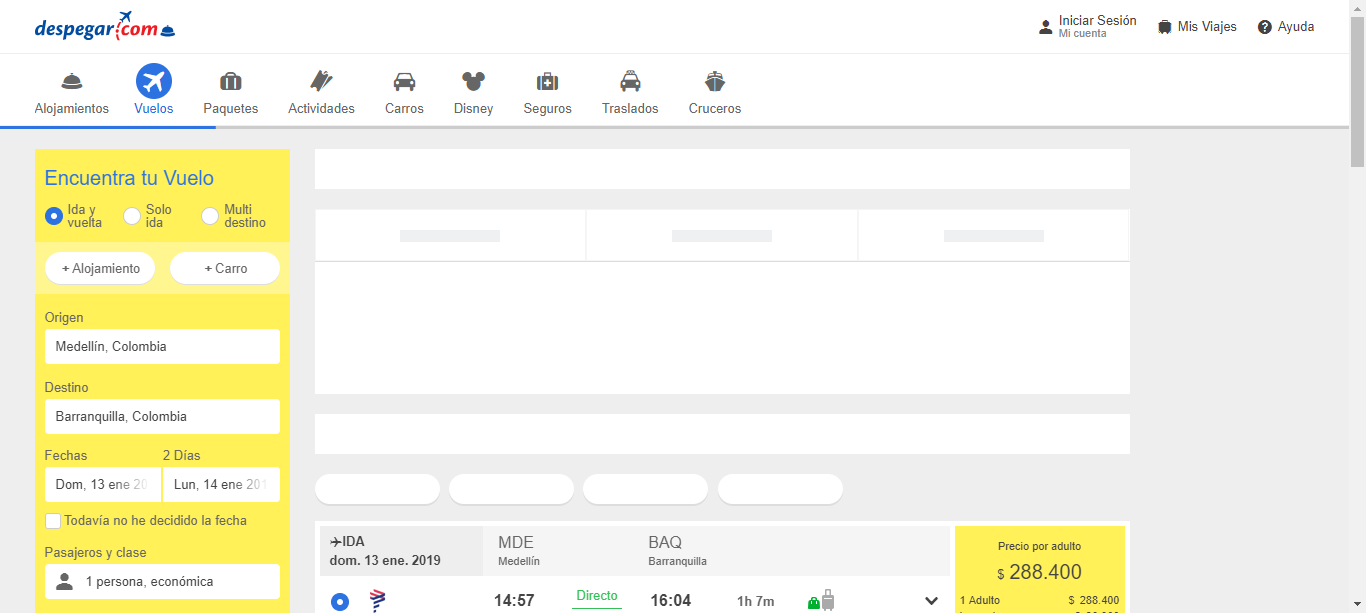 despegar.com
Iniciar Sesión
Mi cuenta
Mis Viajes
Ayuda
Alojamientos
Vuelos
Paquetes
Actividades
Carros
Disney
Seguros
Traslados
Cruceros
Encuentra tu Vuelo
Ida y vuelta
Solo ida
Multi destino
+ Alojamiento
+ Carro
Origen
Medellín, Colombia
Destino
Barranquilla, Colombia
Fechas
2 Días
Dom, 13 ene 20
Lun, 14 ene 201
Todavía no he decidido la fecha
Pasajeros y clase
1 persona, económica
IDA
dom. 13 ene. 2019
MDE
Medellín
BAQ
Barranquilla
14:57
Directo
16:04
1h 7m
Precio por adulto
$ 288.400
1 Adulto $ 288.400